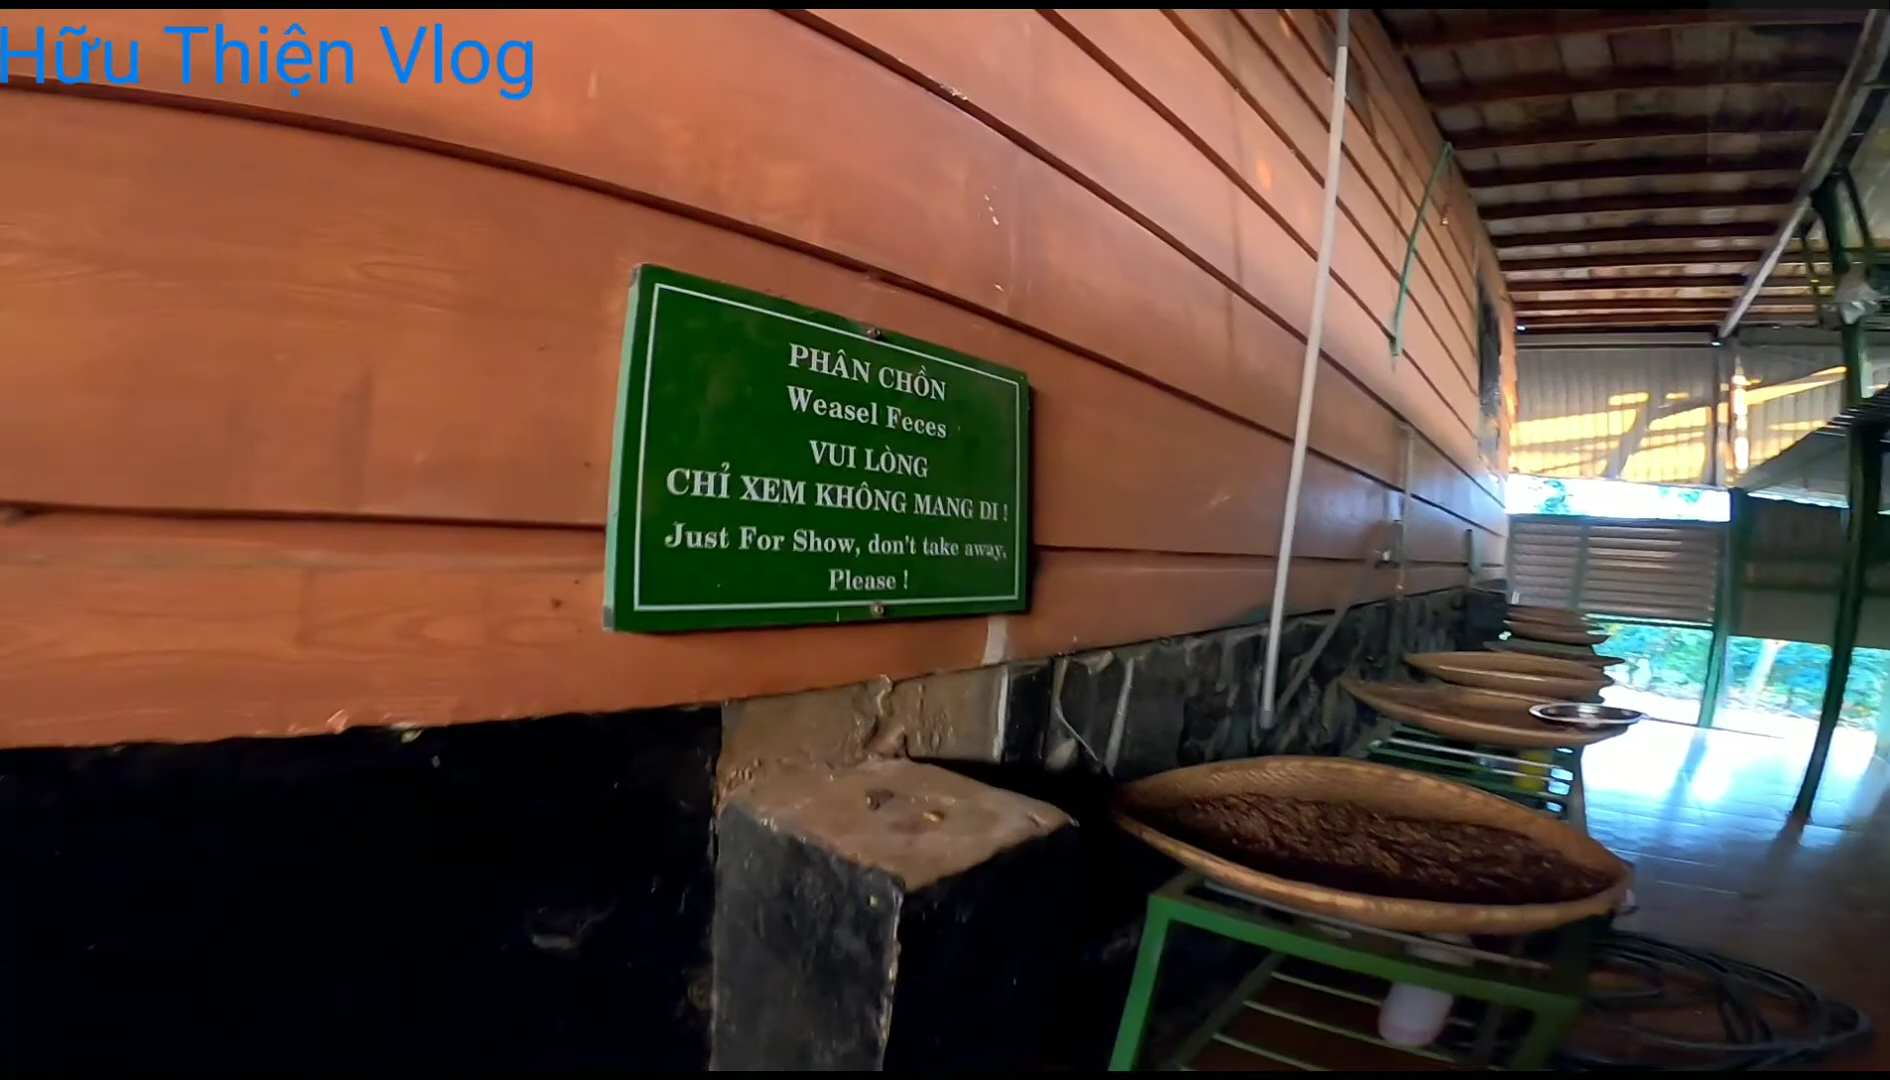 Hữu Thiện Vlog
PHÂN CHỒN
Weasel Feces
VUI LÒNG
CHỈ XEM KHÔNG MANG DI !
Just For Show, don't take away,
Please !